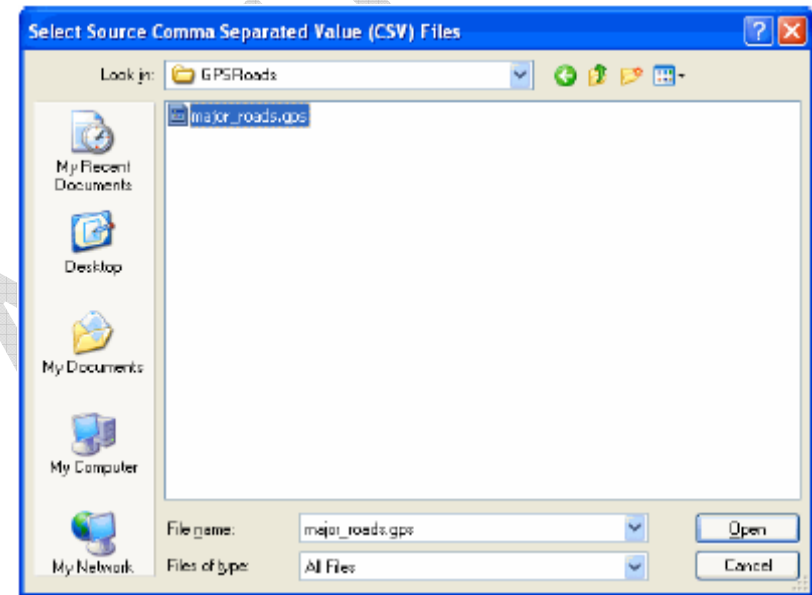 Select Source Comma Separated Value (CSV) Files
Look in: GPSRoads
major_roads.gps
My Recent
Documents
Desktop
My Documents
My Computer
My Network
File name: major_roads.gps
Open
Files of type: All Files
Cancel